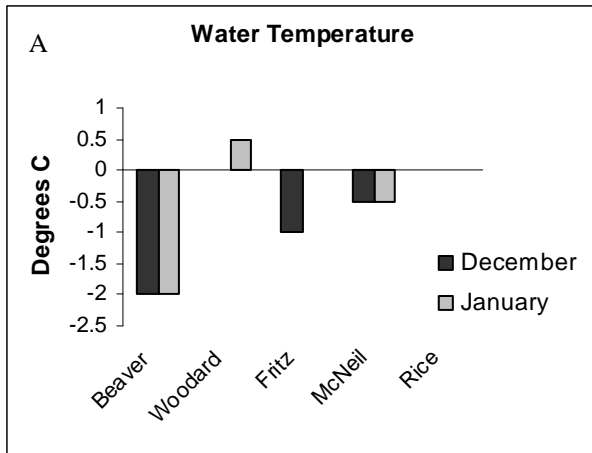 A
Water Temperature
Degrees C
1
0.5
0
-0.5
-1
-1.5
-2
-2.5
December
January
Beaver
Woodard
Fritz
McNeil
Rice